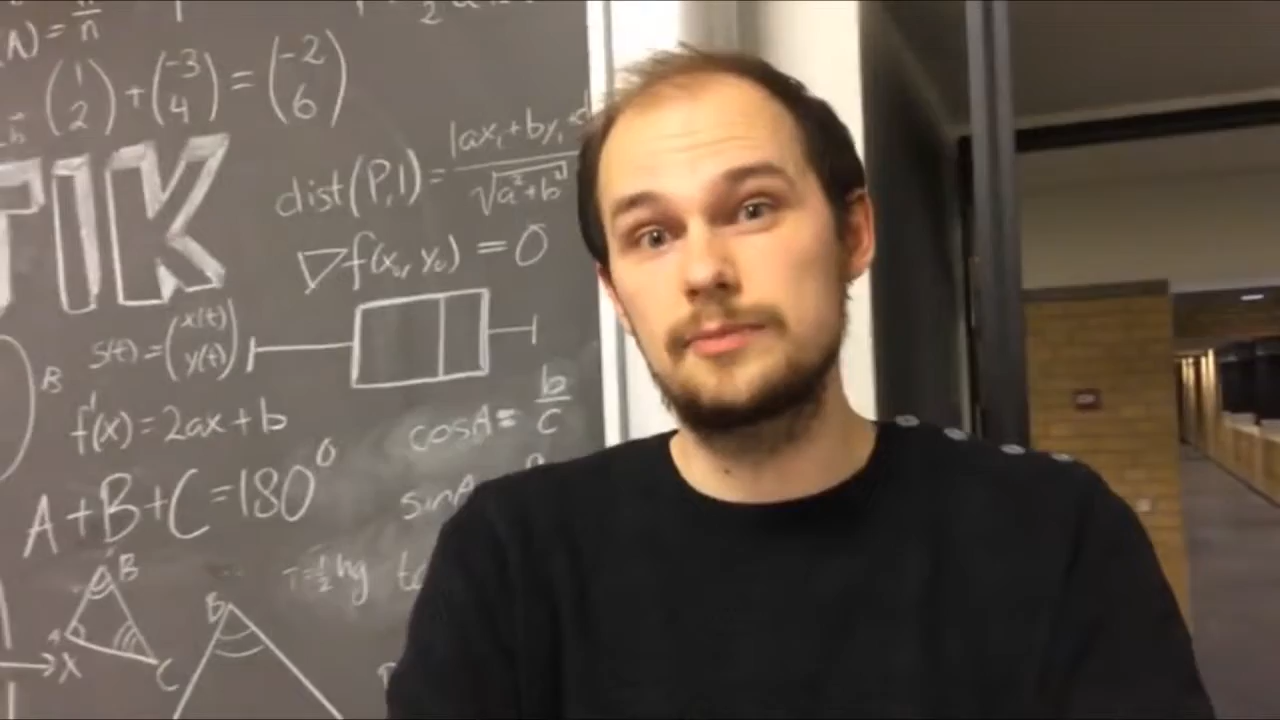 (A) = n/n
(1 2) + (-3 4) = (-2 6)
TIK
dist(P,l) = |ax₁+by₁+c / √a²+b²
∇f(x₀, y₀) = 0
s(t) = (x(t) y(t))
B
f'(x) = 2ax + b
cosA = b/c
A+B+C = 180°
sinA
T=½hg
B
A
X
C
B